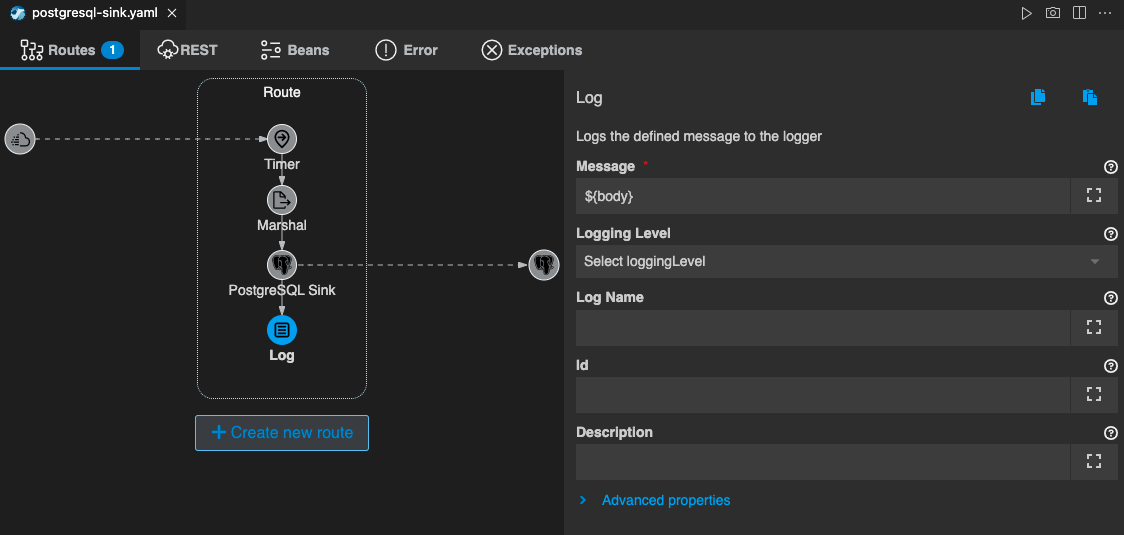 postgresql-sink.yaml
Routes 1 REST Beans Error Exceptions
Route
Timer
Marshal
PostgreSQL Sink
Log
+ Create new route
Log
Logs the defined message to the logger
Message *
${body}
Logging Level
Select loggingLevel
Log Name
Id
Description
Advanced properties